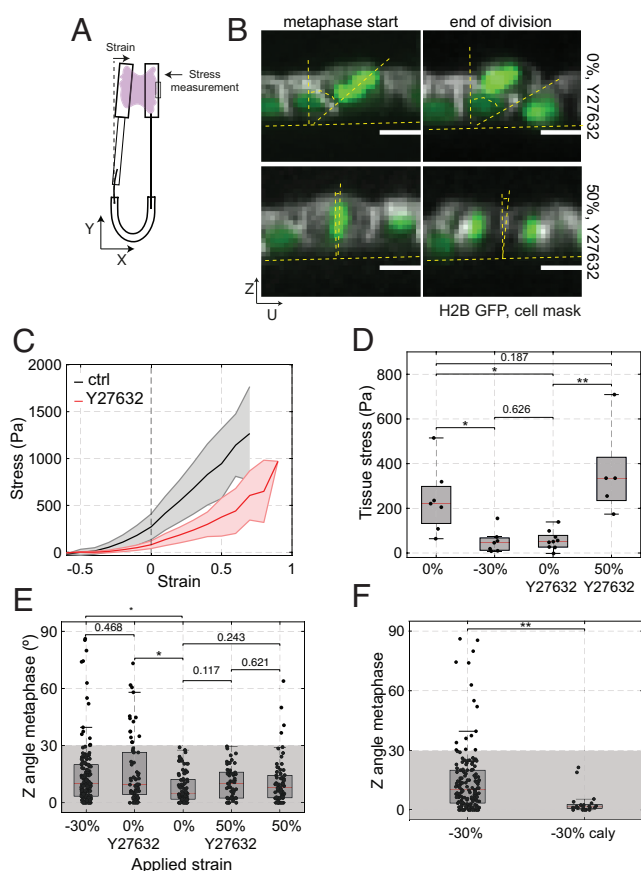 A
Strain
Stress
measurement
Y
X
B
metaphase start
end of division
0%, Y27632
50%, Y27632
Z
U
H2B GFP, cell mask
C
2000
1500
1000
500
0
Stress (Pa)
ctrl
Y27632
-0.5
0
0.5
1
Strain
D
800
600
400
200
0
Tissue stress (Pa)
0.187
*
**
*
0.626
0%
-30%
0%
Y27632
50%
Y27632
E
90
60
30
0
Z angle metaphase (º)
*
0.468
0.243
*
0.621
0.117
-30%
0%
Y27632
0%
50%
Y27632
50%
Applied strain
F
90
60
30
0
Z angle metaphase
**
-30%
-30% caly